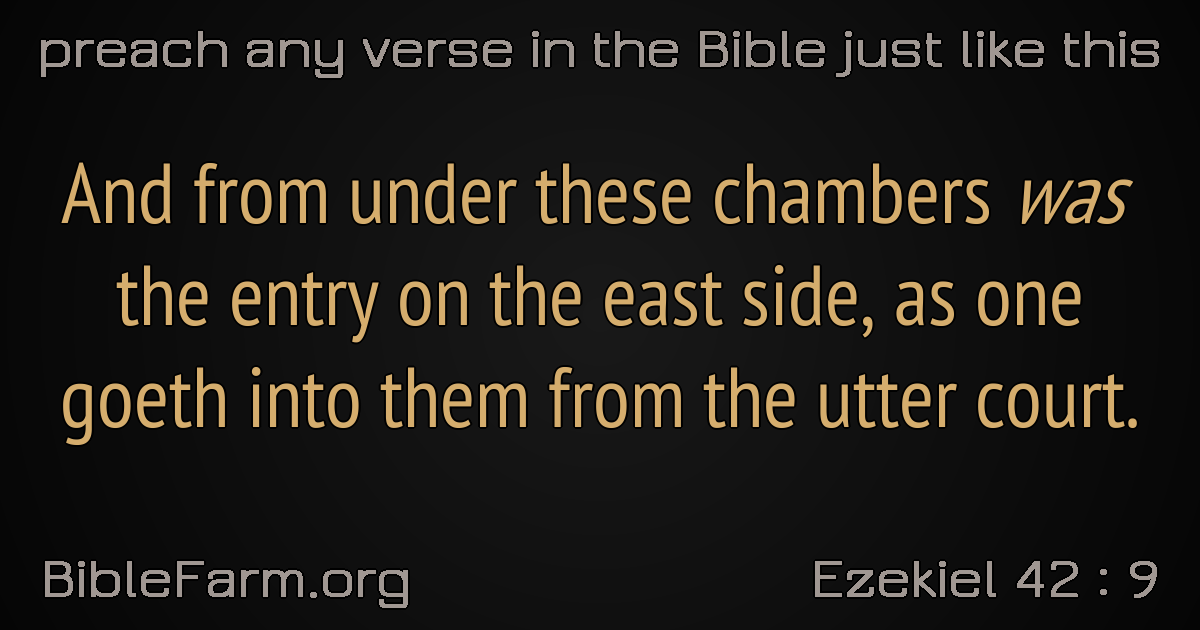 preach any verse in the Bible just like this
And from under these chambers was
the entry on the east side, as one
goeth into them from the utter court.
BibleFarm.org
Ezekiel 42 : 9